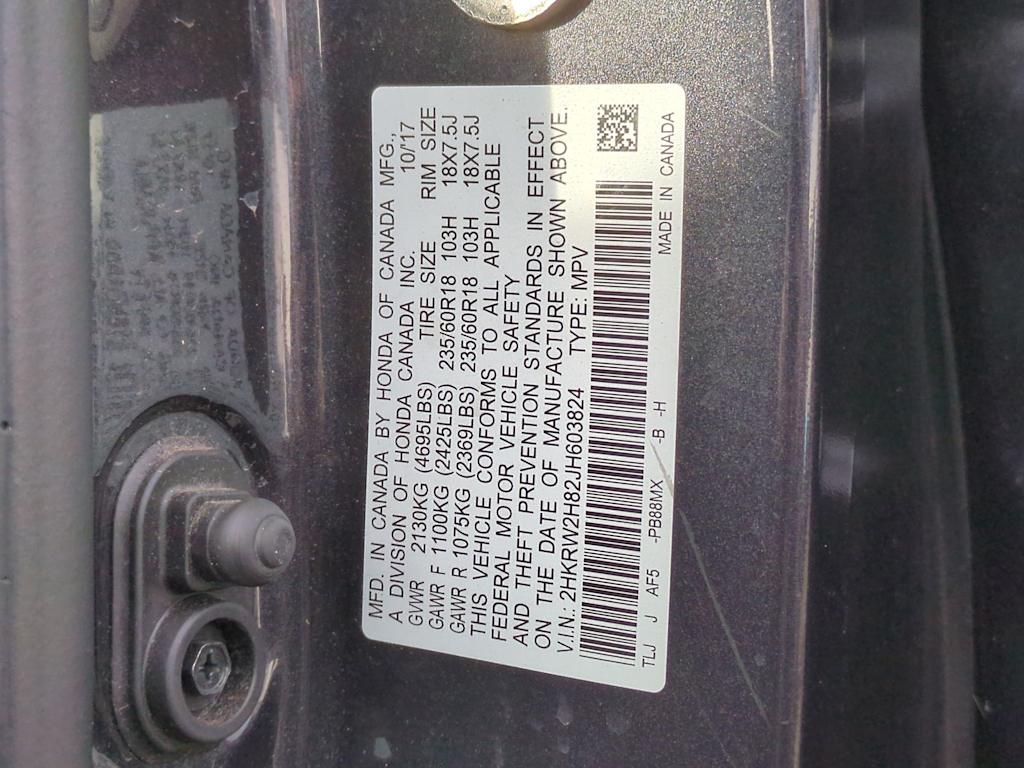 MFD. IN CANADA BY HONDA OF CANADA MFG.,
A DIVISION OF HONDA CANADA INC. 10/'17
GVWR 2130KG (4695LBS) TIRE SIZE RIM SIZE
GAWR F 1100KG (2425LBS) 235/60R18 103H 18X7.5J
GAWR R 1075KG (2369LBS) 235/60R18 103H 18X7.5J
THIS VEHICLE CONFORMS TO ALL APPLICABLE
FEDERAL MOTOR VEHICLE SAFETY
AND THEFT PREVENTION STANDARDS IN EFFECT
ON THE DATE OF MANUFACTURE SHOWN ABOVE.
V.I.N.: 2HKRW2H82JH603824 TYPE: MPV
TLJ J AF5 -PB88MX -B -H
MADE IN CANADA